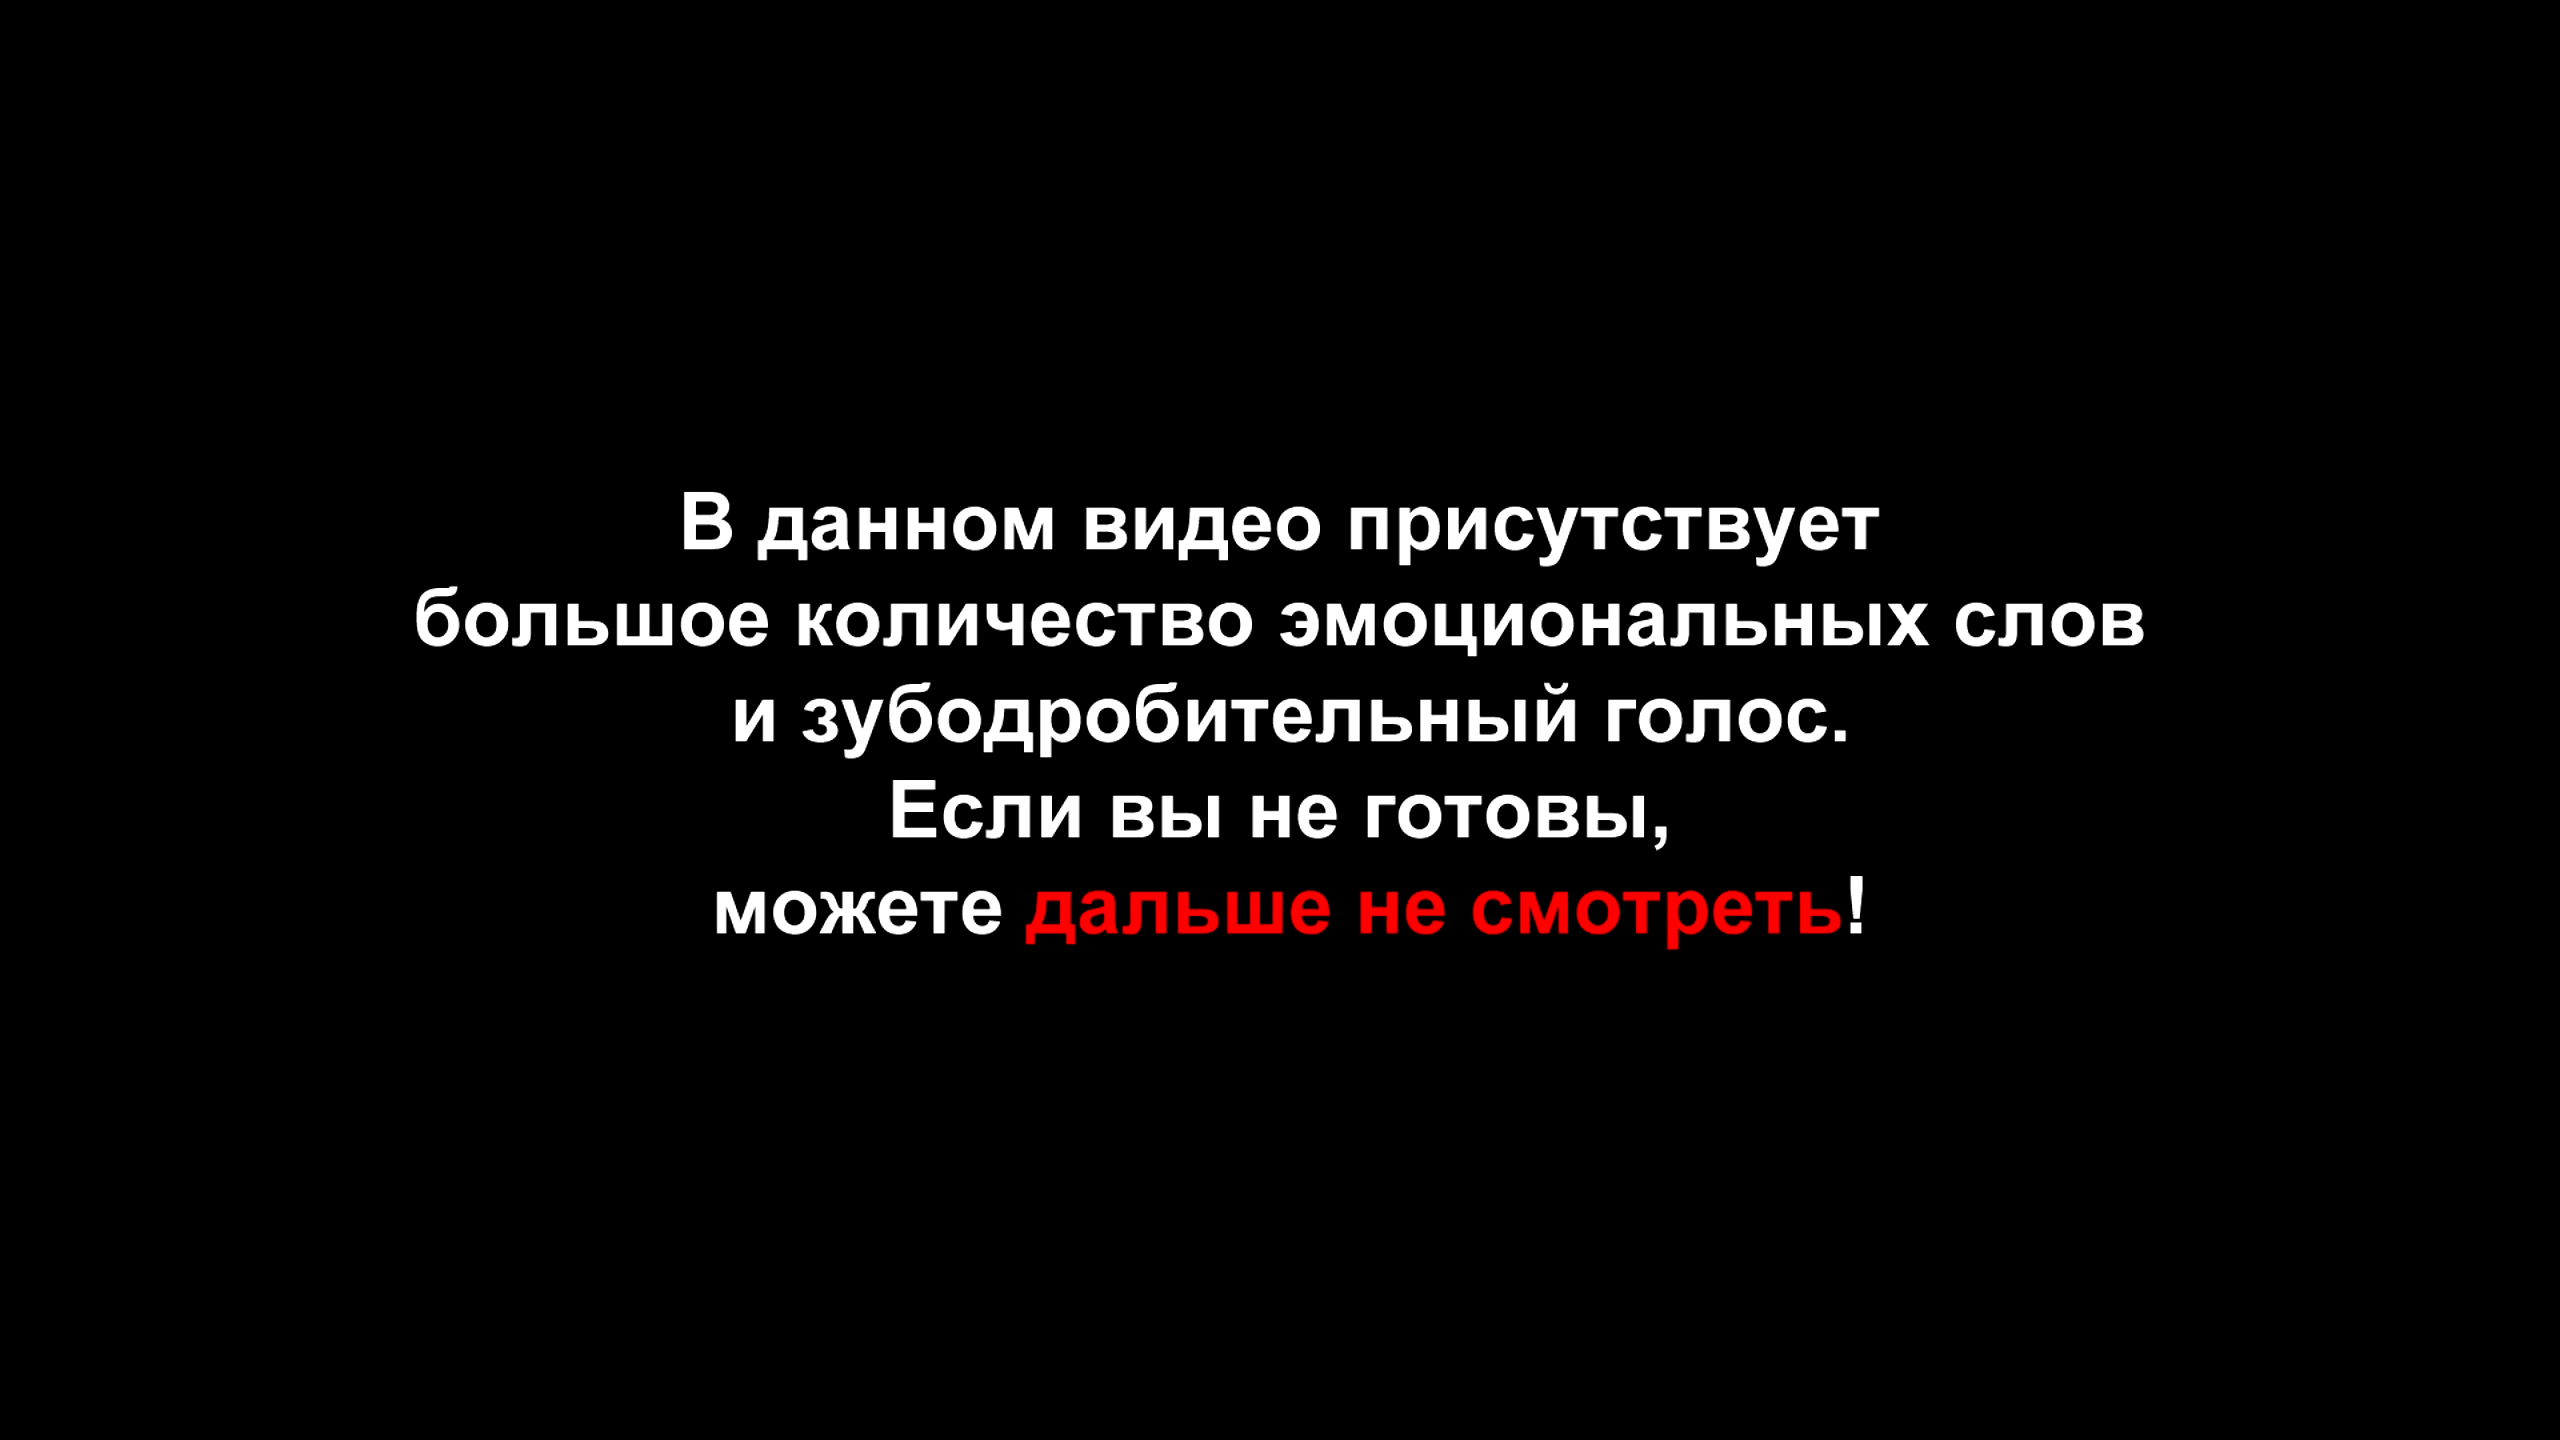 В данном видео присутствует
большое количество эмоциональных слов
и зубодробительный голос.
Если вы не готовы,
можете дальше не смотреть!